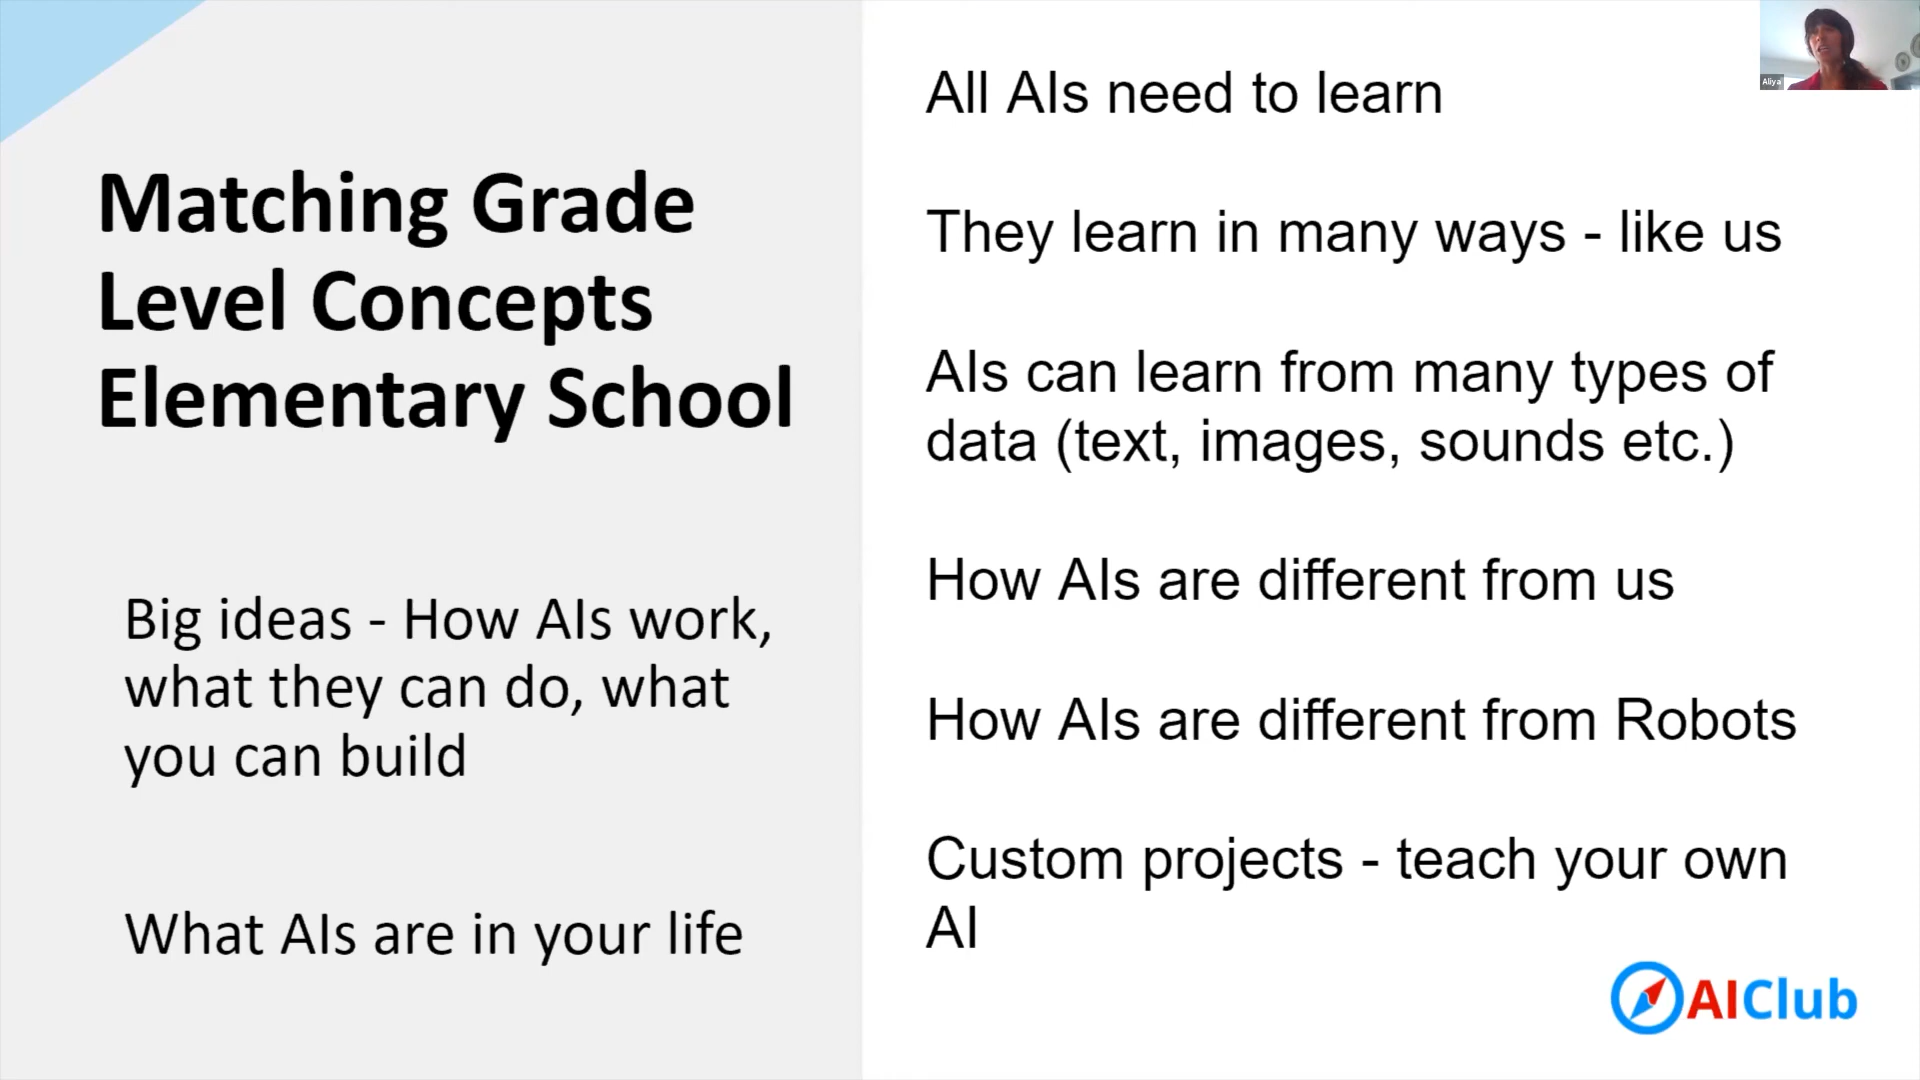 Matching Grade
Level Concepts
Elementary School
Big ideas - How AIs work,
what they can do, what
you can build
What AIs are in your life
All AIs need to learn
They learn in many ways - like us
AIs can learn from many types of
data (text, images, sounds etc.)
How AIs are different from us
How AIs are different from Robots
Custom projects - teach your own
AI
AIClub
Aliya